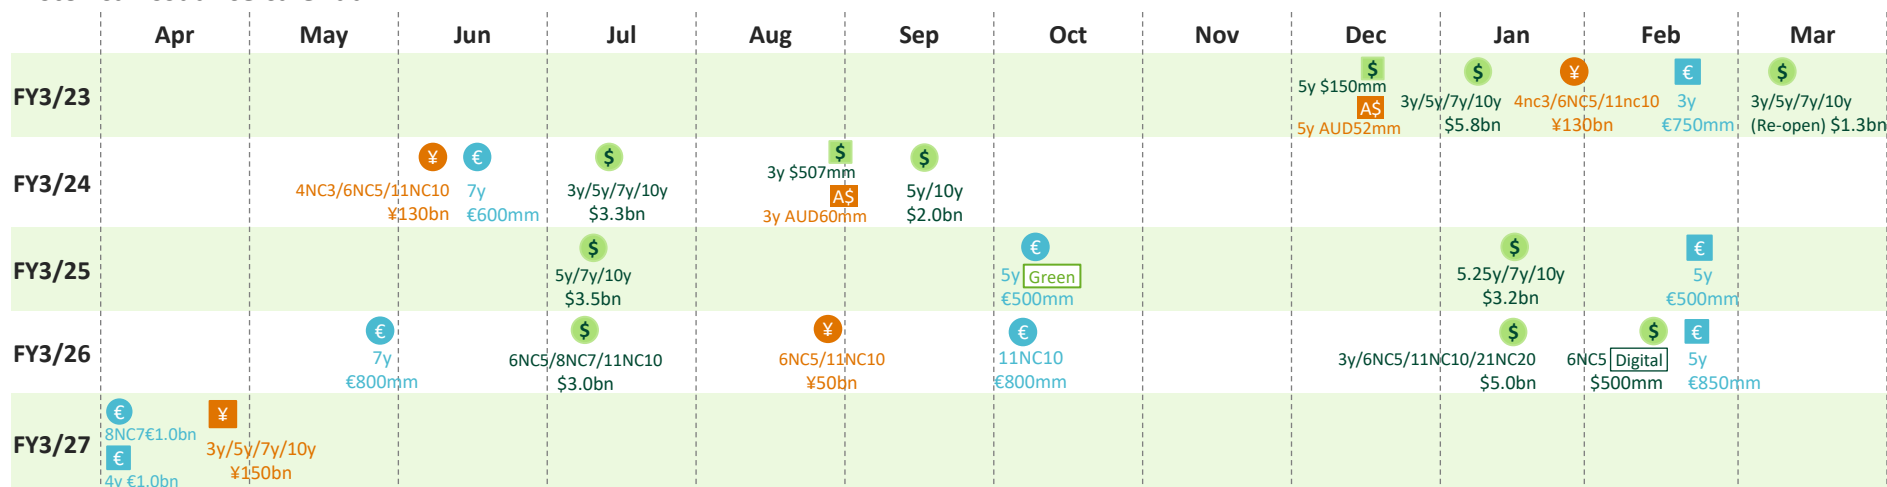 Apr May Jun Jul Aug Sep Oct Nov Dec Jan Feb Mar
FY3/23
$
5y $150mm
A$
5y AUD52mm
$
3y/5y/7y/10y
$5.8bn
¥
4nc3/6NC5/11nc10
¥130bn
€
3y
€750mm
$
3y/5y/7y/10y
(Re-open) $1.3bn
FY3/24
¥
4NC3/6NC5/11NC10
¥130bn
€
7y
€600mm
$
3y/5y/7y/10y
$3.3bn
$
3y $507mm
A$
3y AUD60mm
$
5y/10y
$2.0bn
FY3/25
$
5y/7y/10y
$3.5bn
€
5y Green
€500mm
$
5.25y/7y/10y
$3.2bn
€
5y
€500mm
FY3/26
€
7y
€800mm
$
6NC5/8NC7/11NC10
$3.0bn
¥
6NC5/11NC10
¥50bn
€
11NC10
€800mm
$
3y/6NC5/11NC10/21NC20
$5.0bn
$
6NC5 Digital
$500mm
€
5y
€850mm
FY3/27
€
8NC7€1.0bn
€
4y €1.0bn
¥
3y/5y/7y/10y
¥150bn